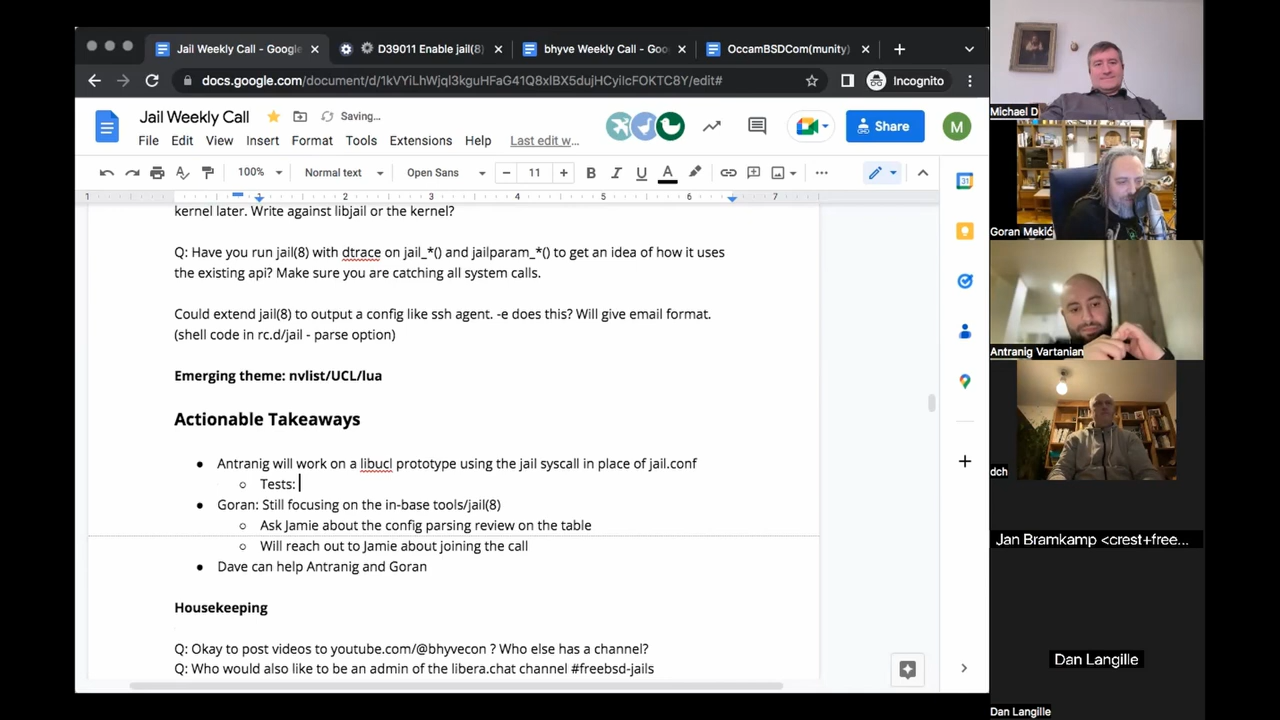 Jail Weekly Call - Google
D39011 Enable jail(8)
bhyve Weekly Call - Goo
OccamBSDCom(munity)
docs.google.com/document/d/1kVYiLhWjql3kguHFaG41Q8xIBX5dujHCyilcFOKTC8Y/edit#
Incognito
Jail Weekly Call
Saving...
File Edit View Insert Format Tools Extensions Help Last edit w...
Share
M
100% Normal text Open Sans 11 B I U A
1 1 2 3 4 5 6 7
kernel later. Write against libjail or the kernel?
Q: Have you run jail(8) with dtrace on jail_*() and jailparam_*() to get an idea of how it uses
the existing api? Make sure you are catching all system calls.
Could extend jail(8) to output a config like ssh agent. -e does this? Will give email format.
(shell code in rc.d/jail - parse option)
Emerging theme: nvlist/UCL/lua
Actionable Takeaways
● Antranig will work on a libucl prototype using the jail syscall in place of jail.conf
○ Tests:
● Goran: Still focusing on the in-base tools/jail(8)
○ Ask Jamie about the config parsing review on the table
○ Will reach out to Jamie about joining the call
● Dave can help Antranig and Goran
Housekeeping
Q: Okay to post videos to youtube.com/@bhyvecon ? Who else has a channel?
Q: Who would also like to be an admin of the libera.chat channel #freebsd-jails
31
Michael D
Goran Mekić
Antranig Vartanian
dch
Jan Bramkamp <crest+free...
Dan Langille
Dan Langille